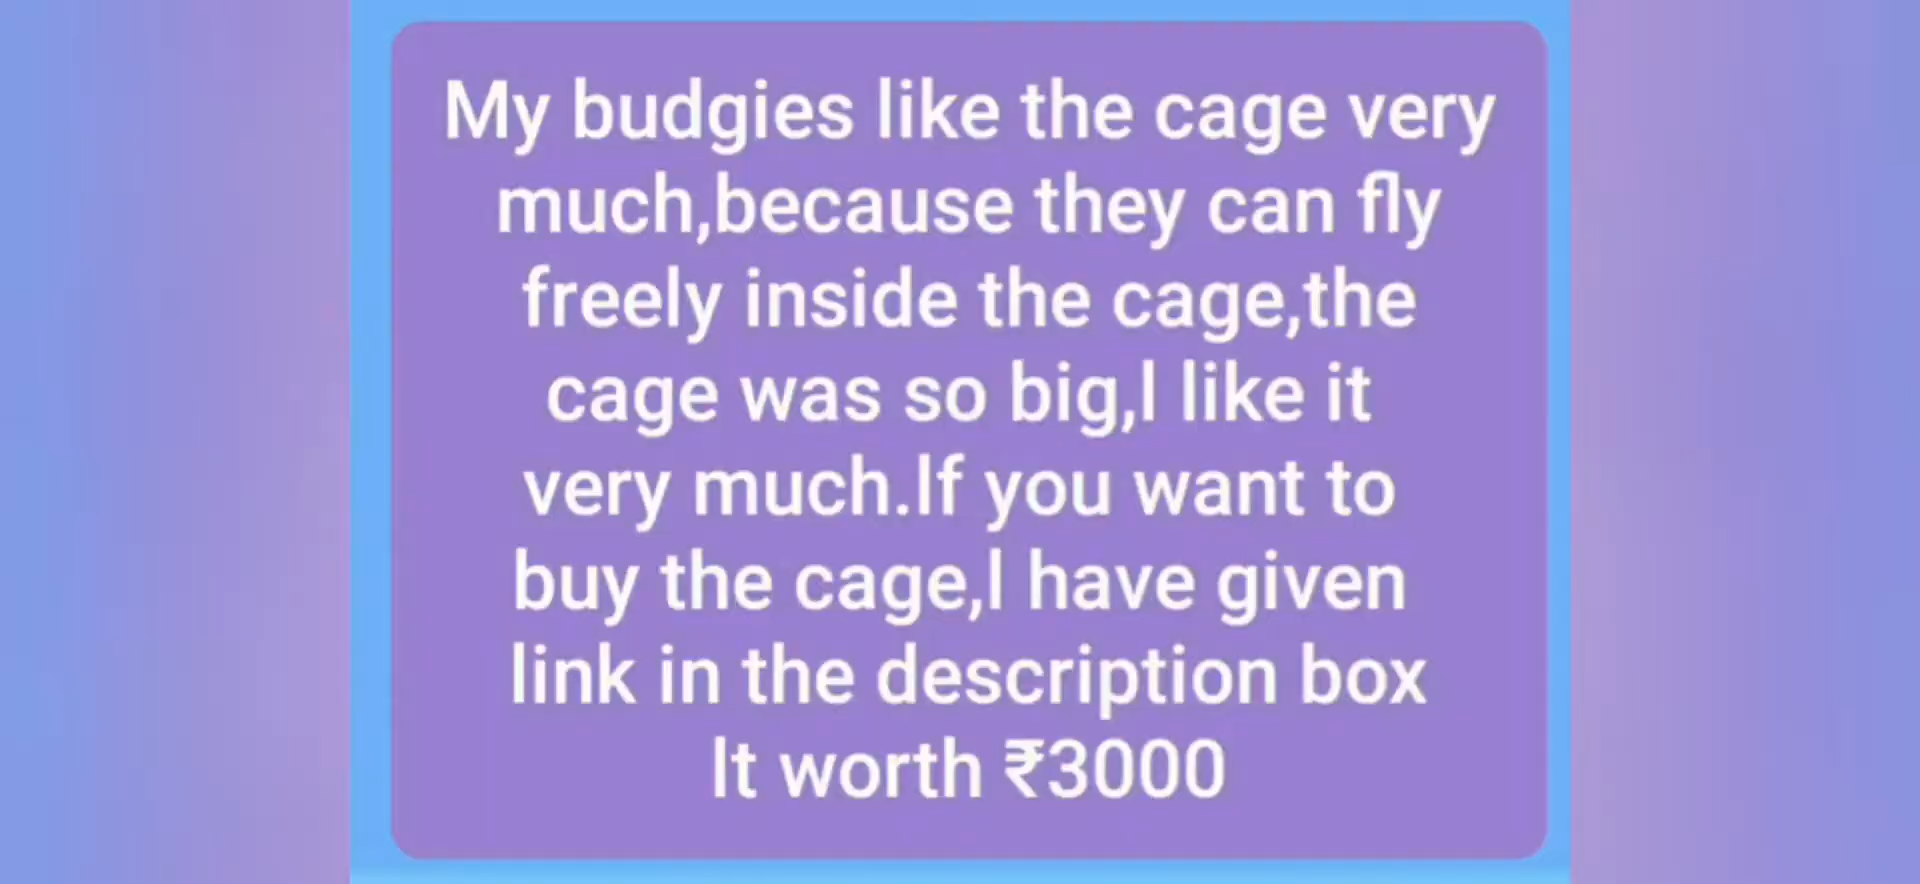 My budgies like the cage very
much,because they can fly
freely inside the cage,the
cage was so big,I like it
very much.If you want to
buy the cage,I have given
link in the description box
It worth ₹3000